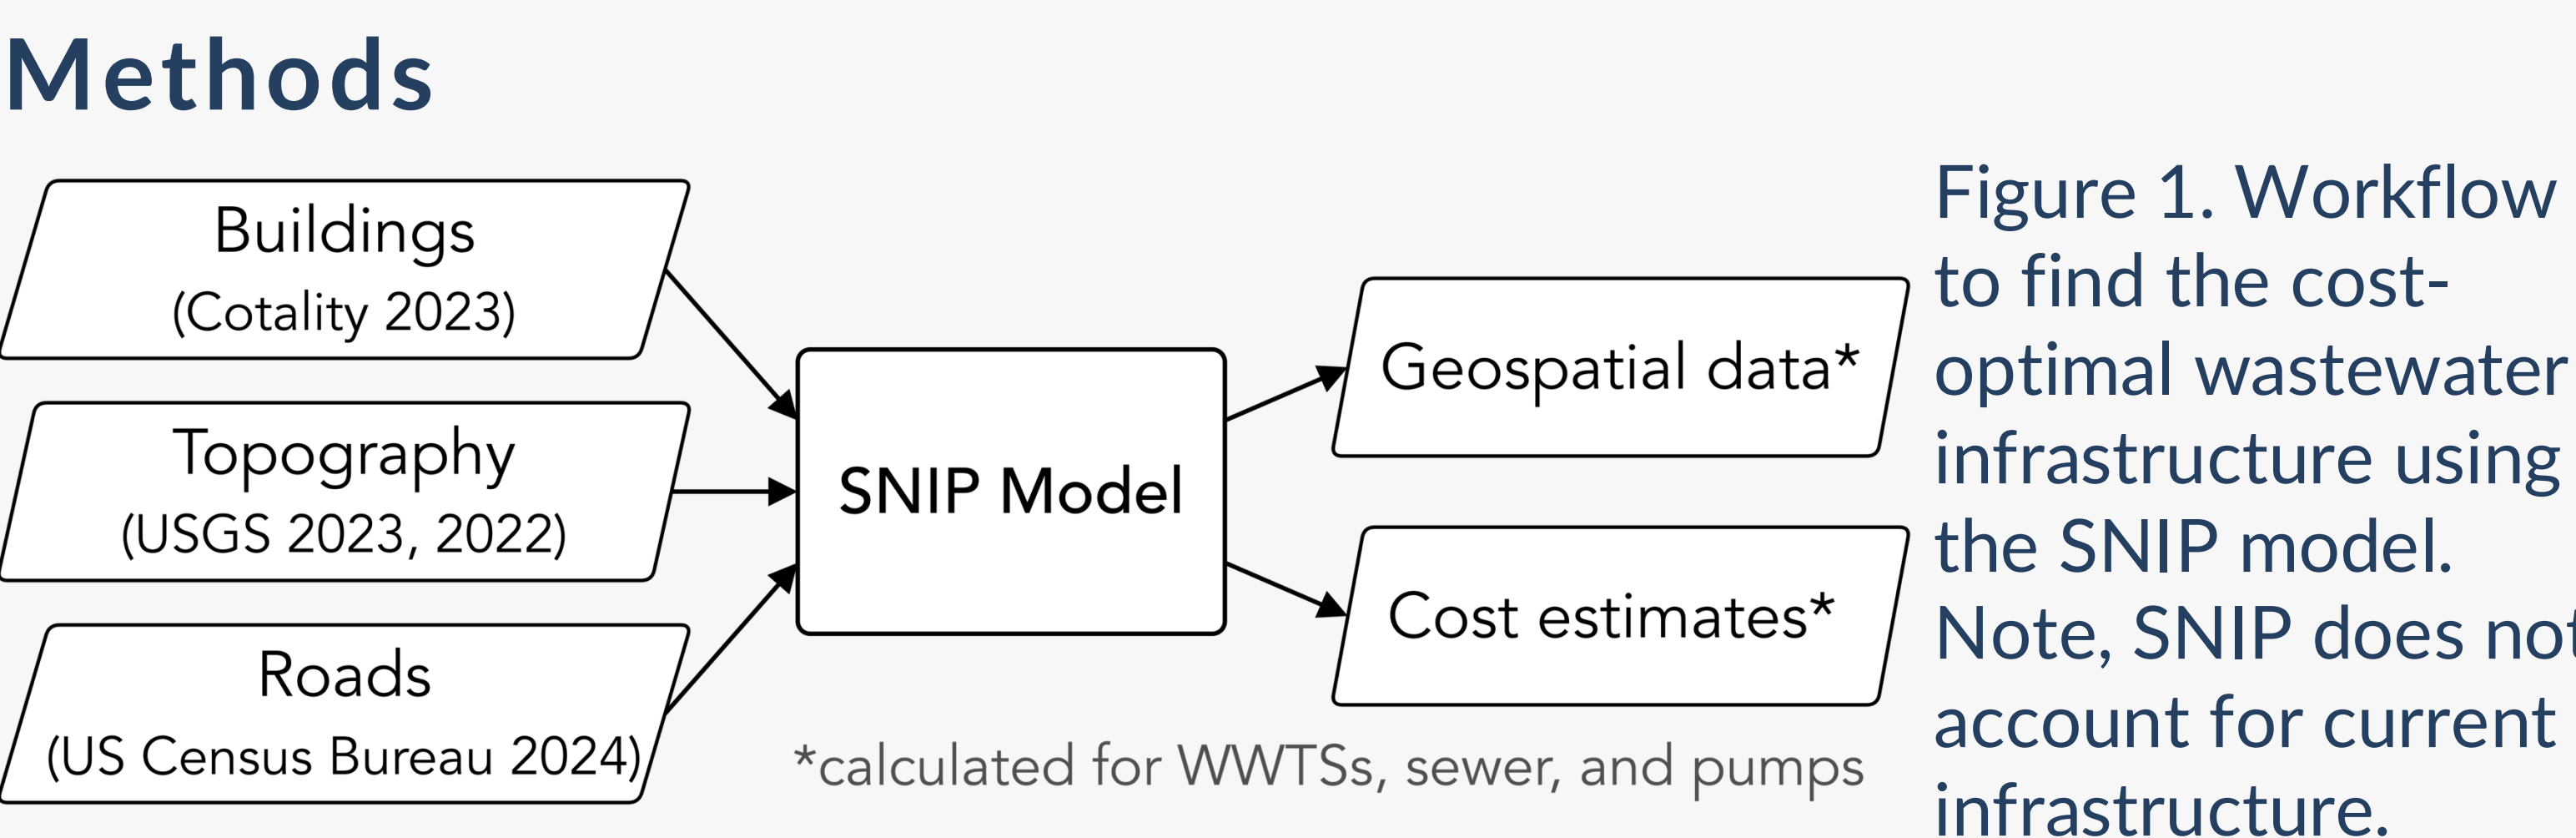 Methods
Buildings
(Cotality 2023)
Topography
(USGS 2023, 2022)
Roads
(US Census Bureau 2024)
SNIP Model
Geospatial data*
Cost estimates*
*calculated for WWTSs, sewer, and pumps
Figure 1. Workflow
to find the cost-
optimal wastewater
infrastructure using
the SNIP model.
Note, SNIP does not
account for current
infrastructure.